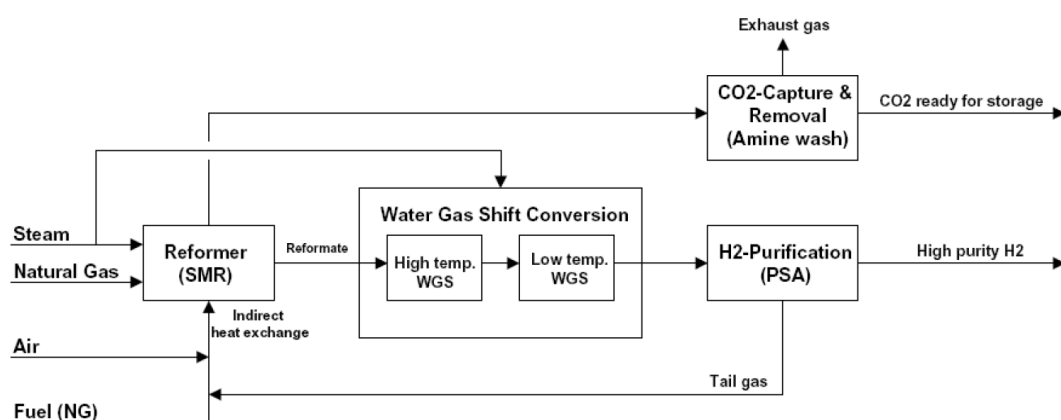 Exhaust gas
CO2-Capture &
Removal
(Amine wash)
CO2 ready for storage
Water Gas Shift Conversion
Steam
Reformer
(SMR)
Reformate
High temp.
WGS
Low temp.
WGS
H2-Purification
(PSA)
High purity H2
Natural Gas
Indirect
heat exchange
Air
Tail gas
Fuel (NG)